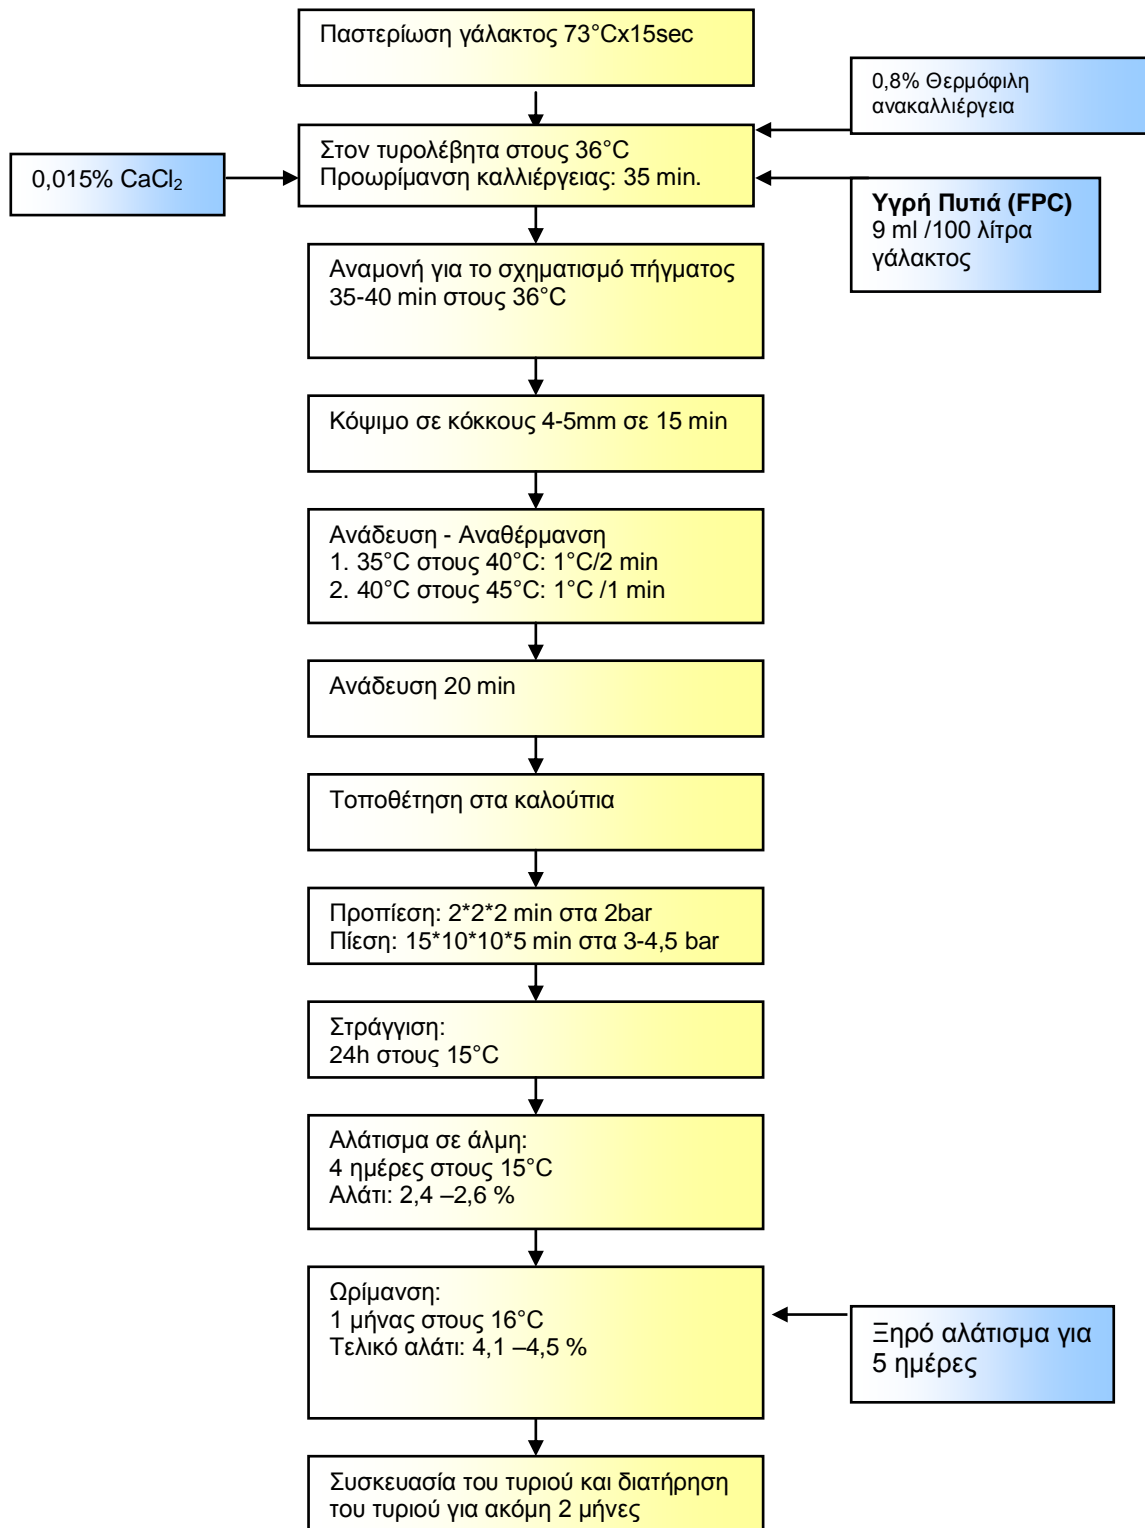 Παστερίωση γάλακτος 73°Cx15sec
0,8% Θερμόφιλη
ανακαλλιέργεια
Στον τυρολέβητα στους 36°C
Προωρίμανση καλλιέργειας: 35 min.
0,015% CaCl₂
Υγρή Πυτιά (FPC)
9 ml /100 λίτρα
γάλακτος
Αναμονή για το σχηματισμό πήγματος
35-40 min στους 36°C
Κόψιμο σε κόκκους 4-5mm σε 15 min
Ανάδευση - Αναθέρμανση
1. 35°C στους 40°C: 1°C/2 min
2. 40°C στους 45°C: 1°C /1 min
Ανάδευση 20 min
Τοποθέτηση στα καλούπια
Προπίεση: 2*2*2 min στα 2bar
Πίεση: 15*10*10*5 min στα 3-4,5 bar
Στράγγιση:
24h στους 15°C
Αλάτισμα σε άλμη:
4 ημέρες στους 15°C
Αλάτι: 2,4 –2,6 %
Ωρίμανση:
1 μήνας στους 16°C
Τελικό αλάτι: 4,1 –4,5 %
Ξηρό αλάτισμα για
5 ημέρες
Συσκευασία του τυριού και διατήρηση
του τυριού για ακόμη 2 μήνες